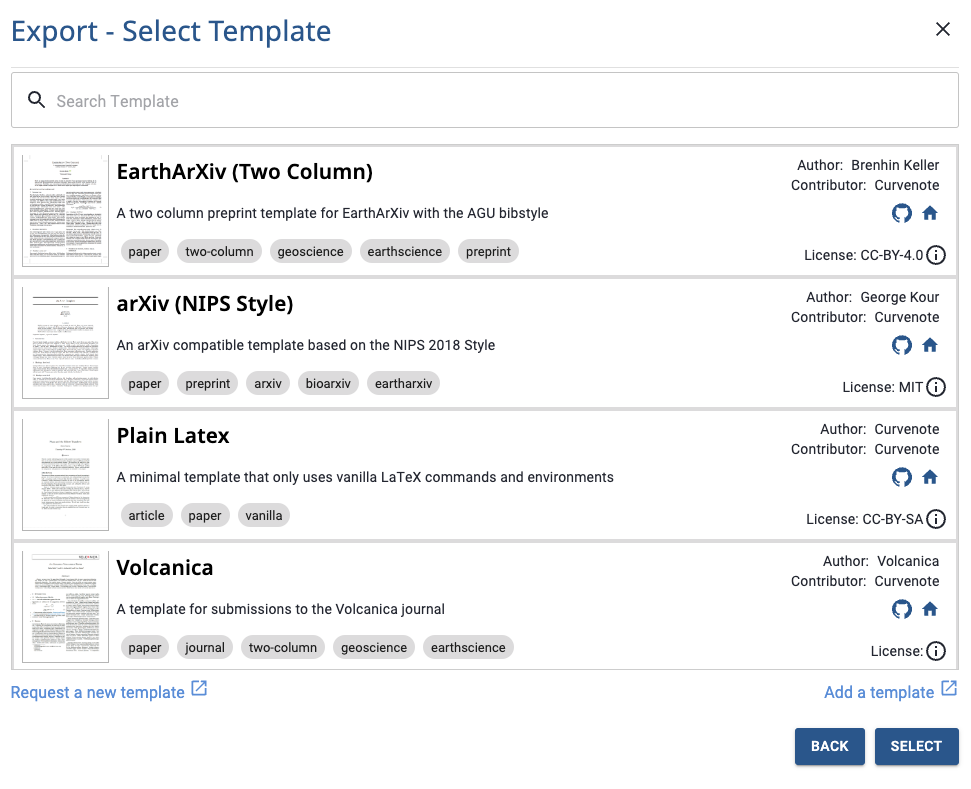 Export - Select Template
Search Template
EarthArXiv (Two Column)
A two column preprint template for EarthArXiv with the AGU bibstyle
paper two-column geoscience earthscience preprint
Author: Brenhin Keller
Contributor: Curvenote
License: CC-BY-4.0
arXiv (NIPS Style)
An arXiv compatible template based on the NIPS 2018 Style
paper preprint arxiv bioarxiv eartharxiv
Author: George Kour
Contributor: Curvenote
License: MIT
Plain Latex
A minimal template that only uses vanilla LaTeX commands and environments
article paper vanilla
Author: Curvenote
Contributor: Curvenote
License: CC-BY-SA
Volcanica
A template for submissions to the Volcanica journal
paper journal two-column geoscience earthscience
Author: Volcanica
Contributor: Curvenote
License:
Request a new template
Add a template
BACK
SELECT